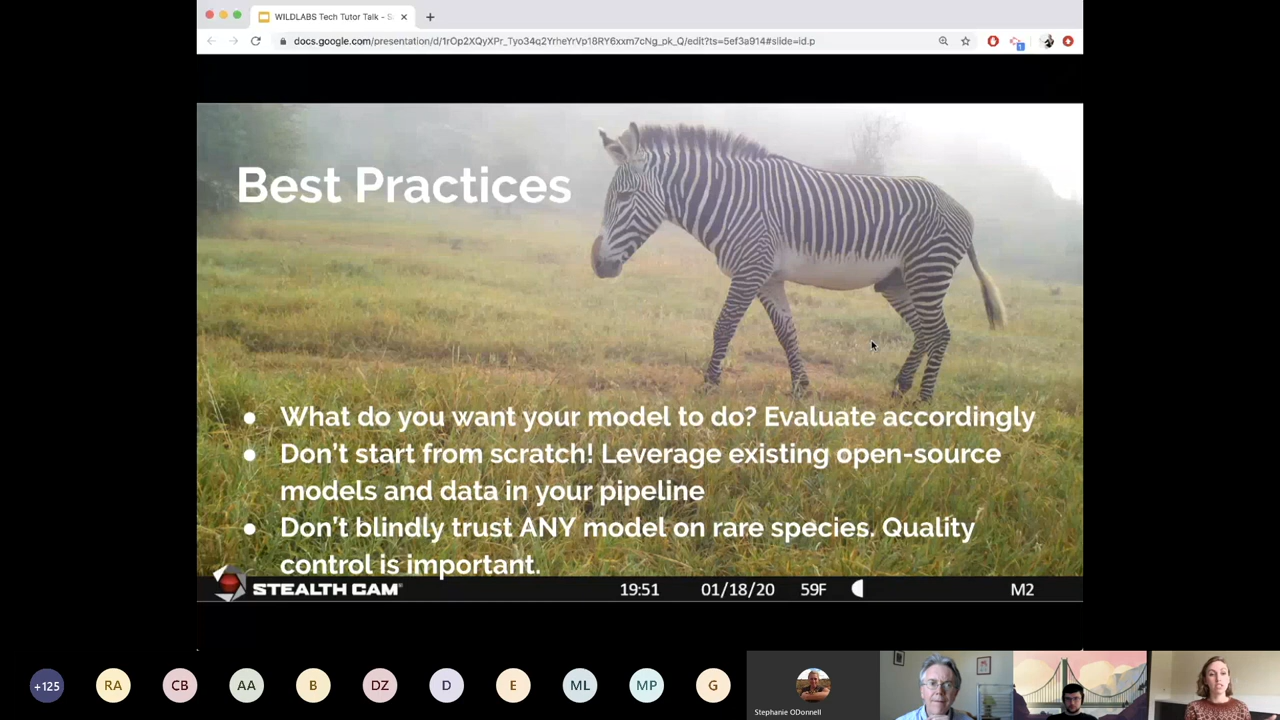 WILDLABS Tech Tutor Talk - S
docs.google.com/presentation/d/1rOp2XQyXPr_Tyo34q2YrheYrVp18RY6xxm7cNg_pk_Q/edit?ts=5ef3a914#slide=id.p
1
Best Practices
● What do you want your model to do? Evaluate accordingly
● Don't start from scratch! Leverage existing open-source
models and data in your pipeline
● Don't blindly trust ANY model on rare species. Quality
control is important.
STEALTH CAM 19:51 01/18/20 59F M2
+125 RA CB AA B DZ D E ML MP G
Stephanie ODonnell